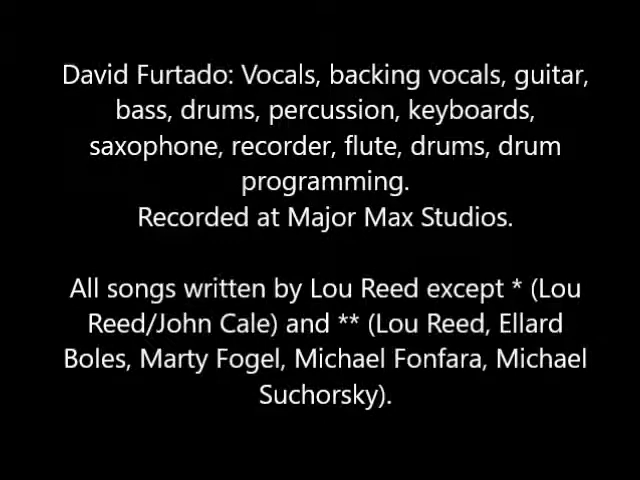 David Furtado: Vocals, backing vocals, guitar,
bass, drums, percussion, keyboards,
saxophone, recorder, flute, drums, drum
programming.
Recorded at Major Max Studios.
All songs written by Lou Reed except * (Lou
Reed/John Cale) and ** (Lou Reed, Ellard
Boles, Marty Fogel, Michael Fonfara, Michael
Suchorsky).